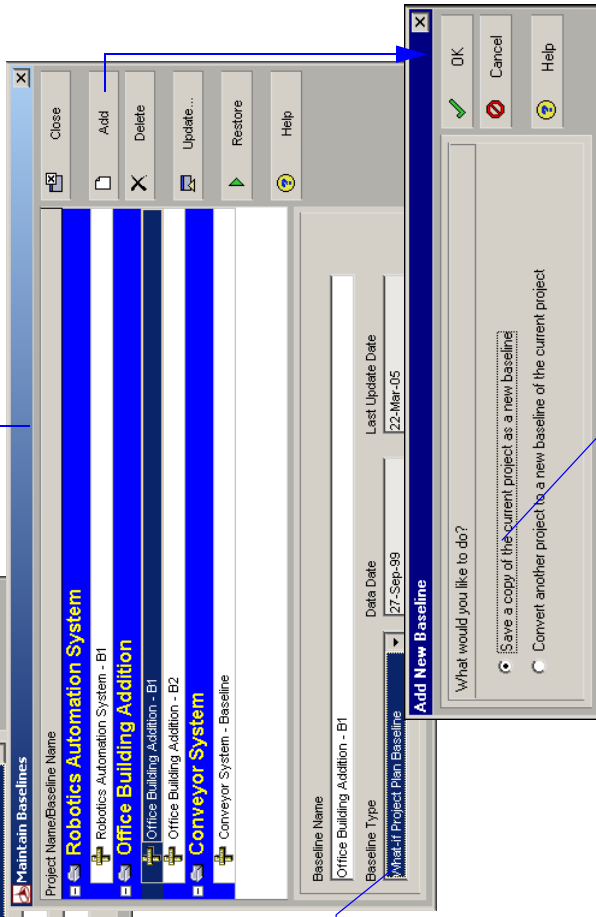 Maintain Baselines
Project Name/Baseline Name
Robotics Automation System
Robotics Automation System - B1
Office Building Addition
Office Building Addition - B1
Office Building Addition - B2
Conveyor System
Conveyor System - Baseline
Close
Add
Delete
Update...
Restore
Help
Baseline Name
Office Building Addition - B1
Baseline Type
Data Date
Last Update Date
What-If Project Plan Baseline
27-Sep-99
22-Mar-05
Add New Baseline
What would you like to do?
Save a copy of the current project as a new baseline
Convert another project to a new baseline of the current project
OK
Cancel
Help